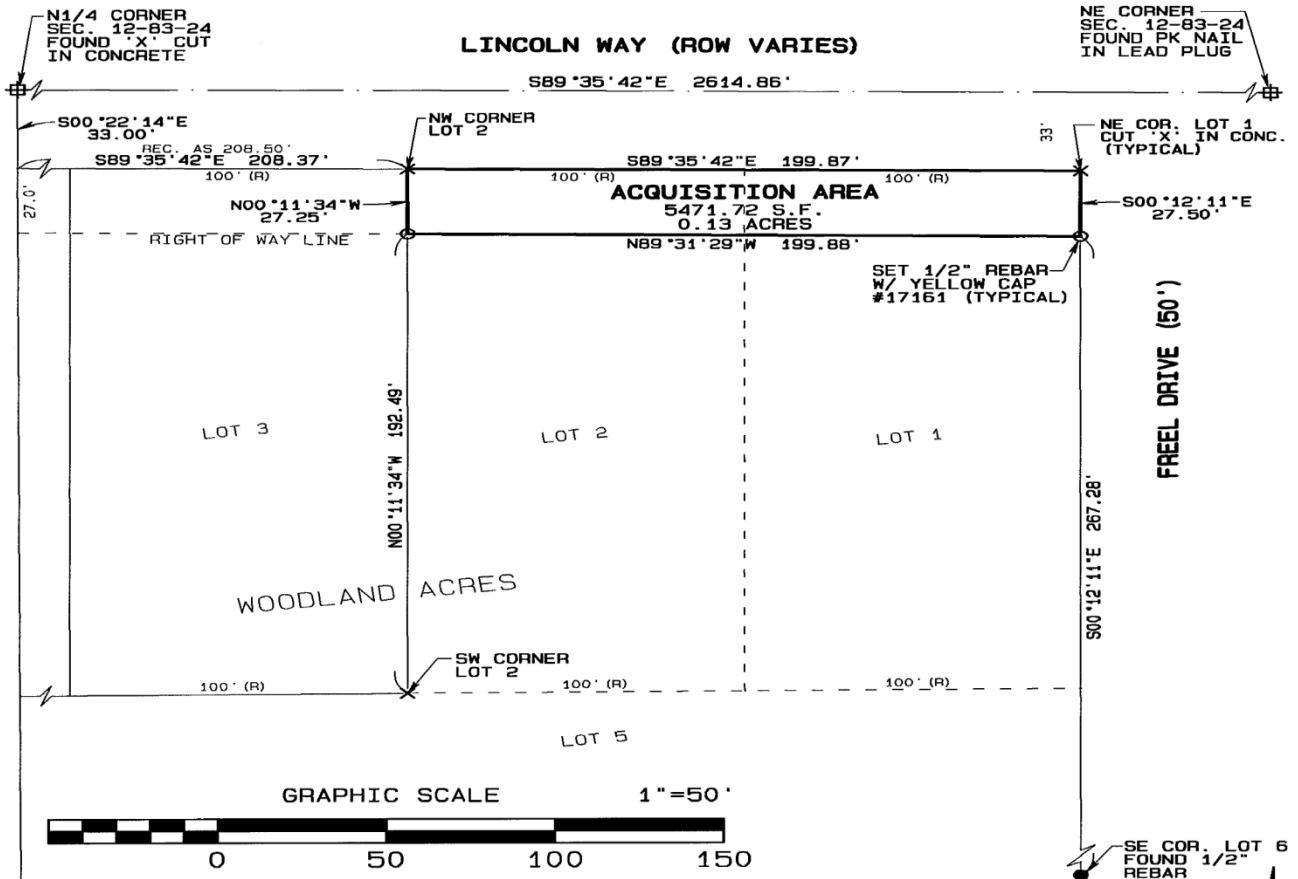 N1/4 CORNER
SEC. 12-83-24
FOUND 'X' CUT
IN CONCRETE
LINCOLN WAY (ROW VARIES)
NE CORNER
SEC. 12-83-24
FOUND PK NAIL
IN LEAD PLUG
S89°35'42"E 2614.86'
S00°22'14"E
33.00'
NW CORNER
LOT 2
33'
NE COR. LOT 1
CUT 'X' IN CONC.
(TYPICAL)
REC. AS 208.50'
S89°35'42"E 208.37'
100'(R)
S89°35'42"E 199.87'
100'(R)
100'(R)
27.0'
N00°11'34"W
27.25'
ACQUISITION AREA
5471.72 S.F.
0.13 ACRES
S00°12'11"E
27.50'
RIGHT OF WAY LINE
N89°31'29"W 199.88'
SET 1/2" REBAR
W/ YELLOW CAP
#17161 (TYPICAL)
FREEL DRIVE (50')
N00°11'34"W 192.49'
LOT 3
LOT 2
LOT 1
S00°12'11"E 267.28'
WOODLAND ACRES
SW CORNER
LOT 2
100'(R)
100'(R)
100'(R)
LOT 5
GRAPHIC SCALE 1"=50'
0 50 100 150
SE COR. LOT 6
FOUND 1/2"
REBAR